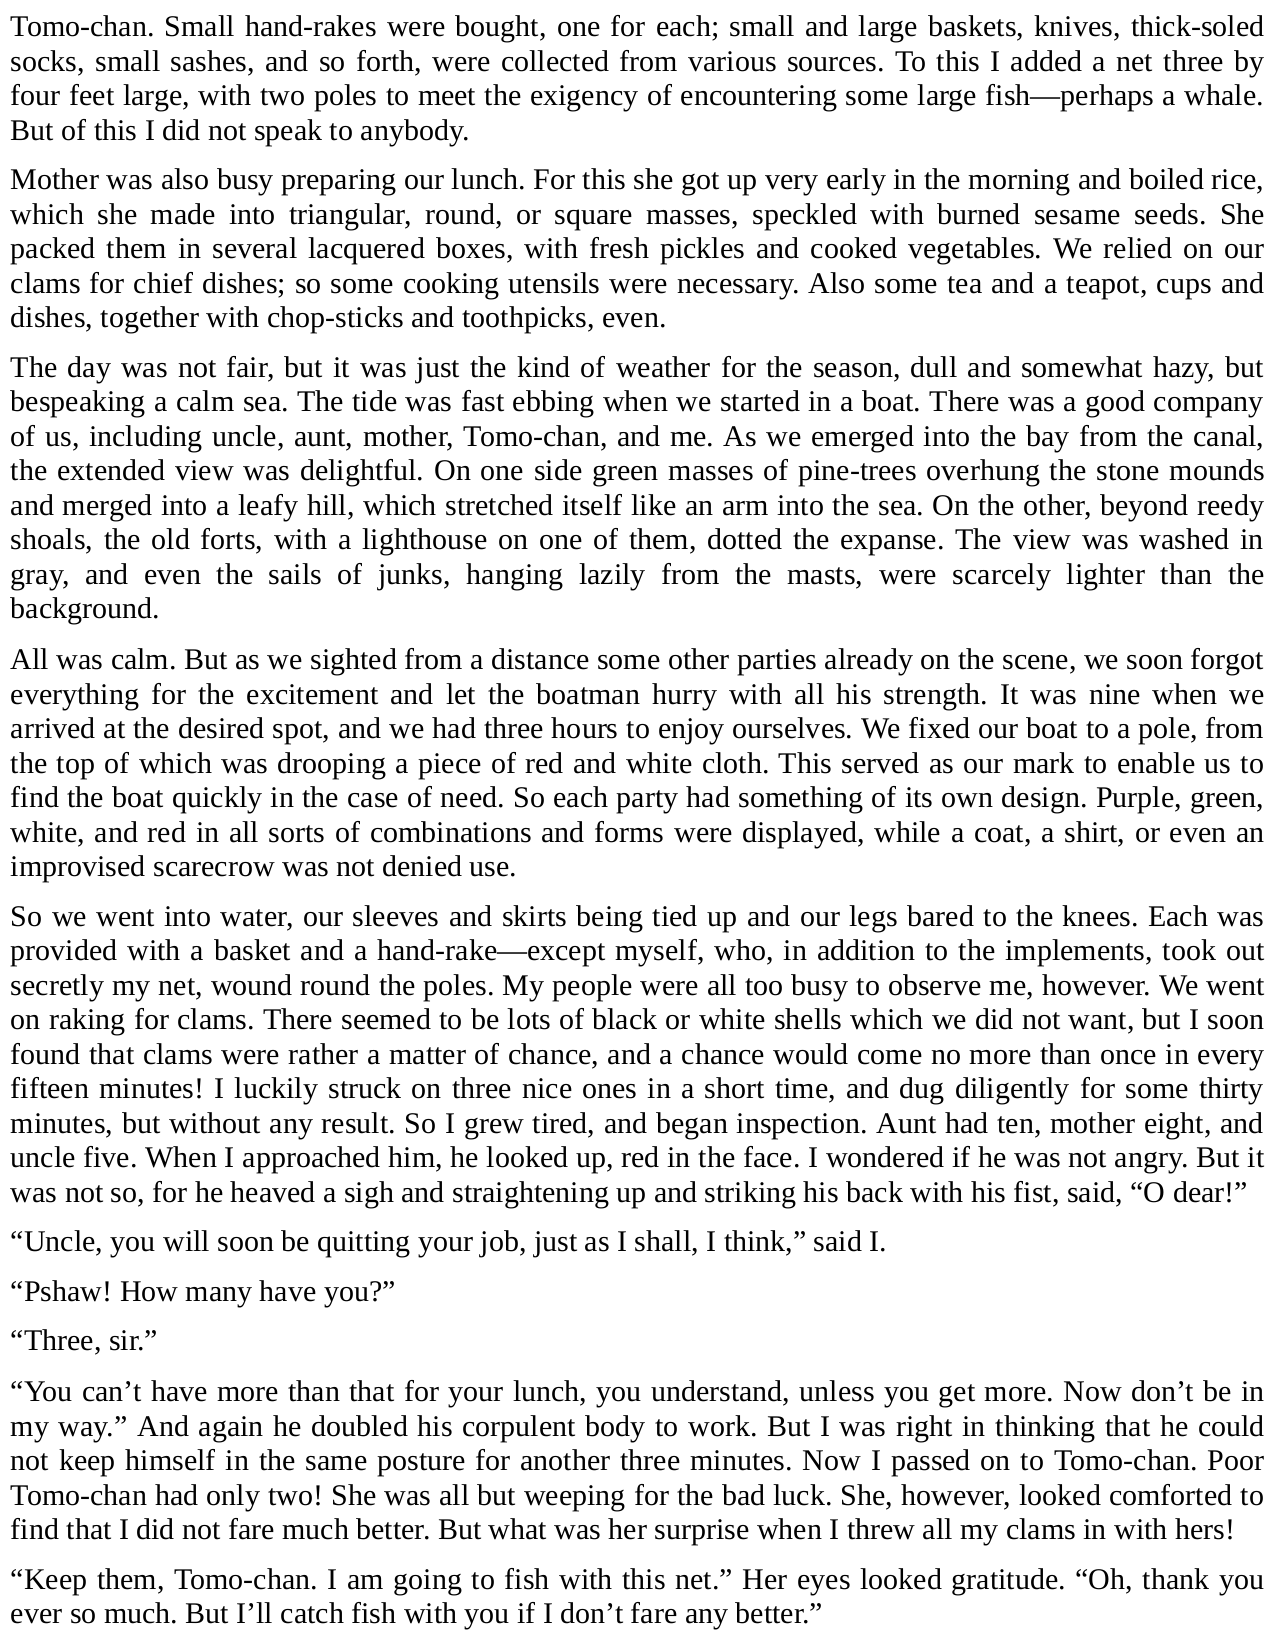 Tomo-chan. Small hand-rakes were bought, one for each; small and large baskets, knives, thick-soled
socks, small sashes, and so forth, were collected from various sources. To this I added a net three by
four feet large, with two poles to meet the exigency of encountering some large fish—perhaps a whale.
But of this I did not speak to anybody.
Mother was also busy preparing our lunch. For this she got up very early in the morning and boiled rice,
which she made into triangular, round, or square masses, speckled with burned sesame seeds. She
packed them in several lacquered boxes, with fresh pickles and cooked vegetables. We relied on our
clams for chief dishes; so some cooking utensils were necessary. Also some tea and a teapot, cups and
dishes, together with chop-sticks and toothpicks, even.
The day was not fair, but it was just the kind of weather for the season, dull and somewhat hazy, but
bespeaking a calm sea. The tide was fast ebbing when we started in a boat. There was a good company
of us, including uncle, aunt, mother, Tomo-chan, and me. As we emerged into the bay from the canal,
the extended view was delightful. On one side green masses of pine-trees overhung the stone mounds
and merged into a leafy hill, which stretched itself like an arm into the sea. On the other, beyond reedy
shoals, the old forts, with a lighthouse on one of them, dotted the expanse. The view was washed in
gray, and even the sails of junks, hanging lazily from the masts, were scarcely lighter than the
background.
All was calm. But as we sighted from a distance some other parties already on the scene, we soon forgot
everything for the excitement and let the boatman hurry with all his strength. It was nine when we
arrived at the desired spot, and we had three hours to enjoy ourselves. We fixed our boat to a pole, from
the top of which was drooping a piece of red and white cloth. This served as our mark to enable us to
find the boat quickly in the case of need. So each party had something of its own design. Purple, green,
white, and red in all sorts of combinations and forms were displayed, while a coat, a shirt, or even an
improvised scarecrow was not denied use.
So we went into water, our sleeves and skirts being tied up and our legs bared to the knees. Each was
provided with a basket and a hand-rake—except myself, who, in addition to the implements, took out
secretly my net, wound round the poles. My people were all too busy to observe me, however. We went
on raking for clams. There seemed to be lots of black or white shells which we did not want, but I soon
found that clams were rather a matter of chance, and a chance would come no more than once in every
fifteen minutes! I luckily struck on three nice ones in a short time, and dug diligently for some thirty
minutes, but without any result. So I grew tired, and began inspection. Aunt had ten, mother eight, and
uncle five. When I approached him, he looked up, red in the face. I wondered if he was not angry. But it
was not so, for he heaved a sigh and straightening up and striking his back with his fist, said, “O dear!”
“Uncle, you will soon be quitting your job, just as I shall, I think,” said I.
“Pshaw! How many have you?”
“Three, sir.”
“You can’t have more than that for your lunch, you understand, unless you get more. Now don’t be in
my way.” And again he doubled his corpulent body to work. But I was right in thinking that he could
not keep himself in the same posture for another three minutes. Now I passed on to Tomo-chan. Poor
Tomo-chan had only two! She was all but weeping for the bad luck. She, however, looked comforted to
find that I did not fare much better. But what was her surprise when I threw all my clams in with hers!
“Keep them, Tomo-chan. I am going to fish with this net.” Her eyes looked gratitude. “Oh, thank you
ever so much. But I’ll catch fish with you if I don’t fare any better.”